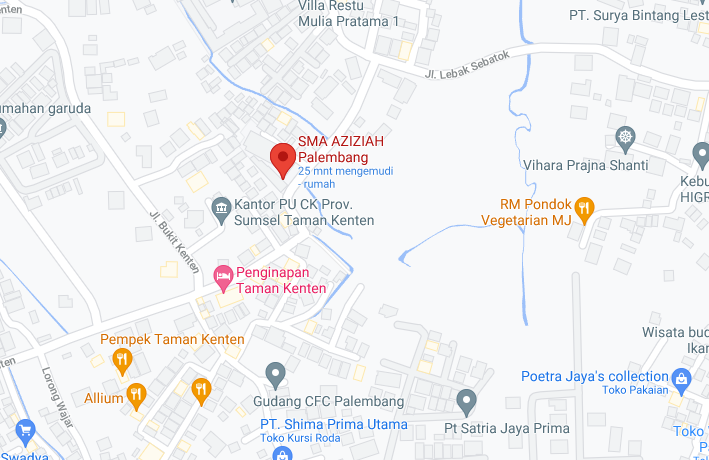 Villa Restu
Mulia Pratama 1
PT. Surya Bintang Lest
Jl. Lebak Sebatok
umahan garuda
SMA AZIZIAH
Palembang
25 mnt mengemudi
- rumah
Vihara Prajna Shanti
Kebu
HIGR
Kantor PU CK Prov.
Sumsel Taman Kenten
RM Pondok
Vegetarian MJ
Jl. Bukit Kenten
Penginapan
Taman Kenten
Pempek Taman Kenten
Wisata bud
Ikan
Lorong Wajar
Allium
Gudang CFC Palembang
Poetra Jaya's collection
Toko Pakaian
PT. Shima Prima Utama
Toko Kursi Roda
Pt Satria Jaya Prima
Toko
Pa
Swadya